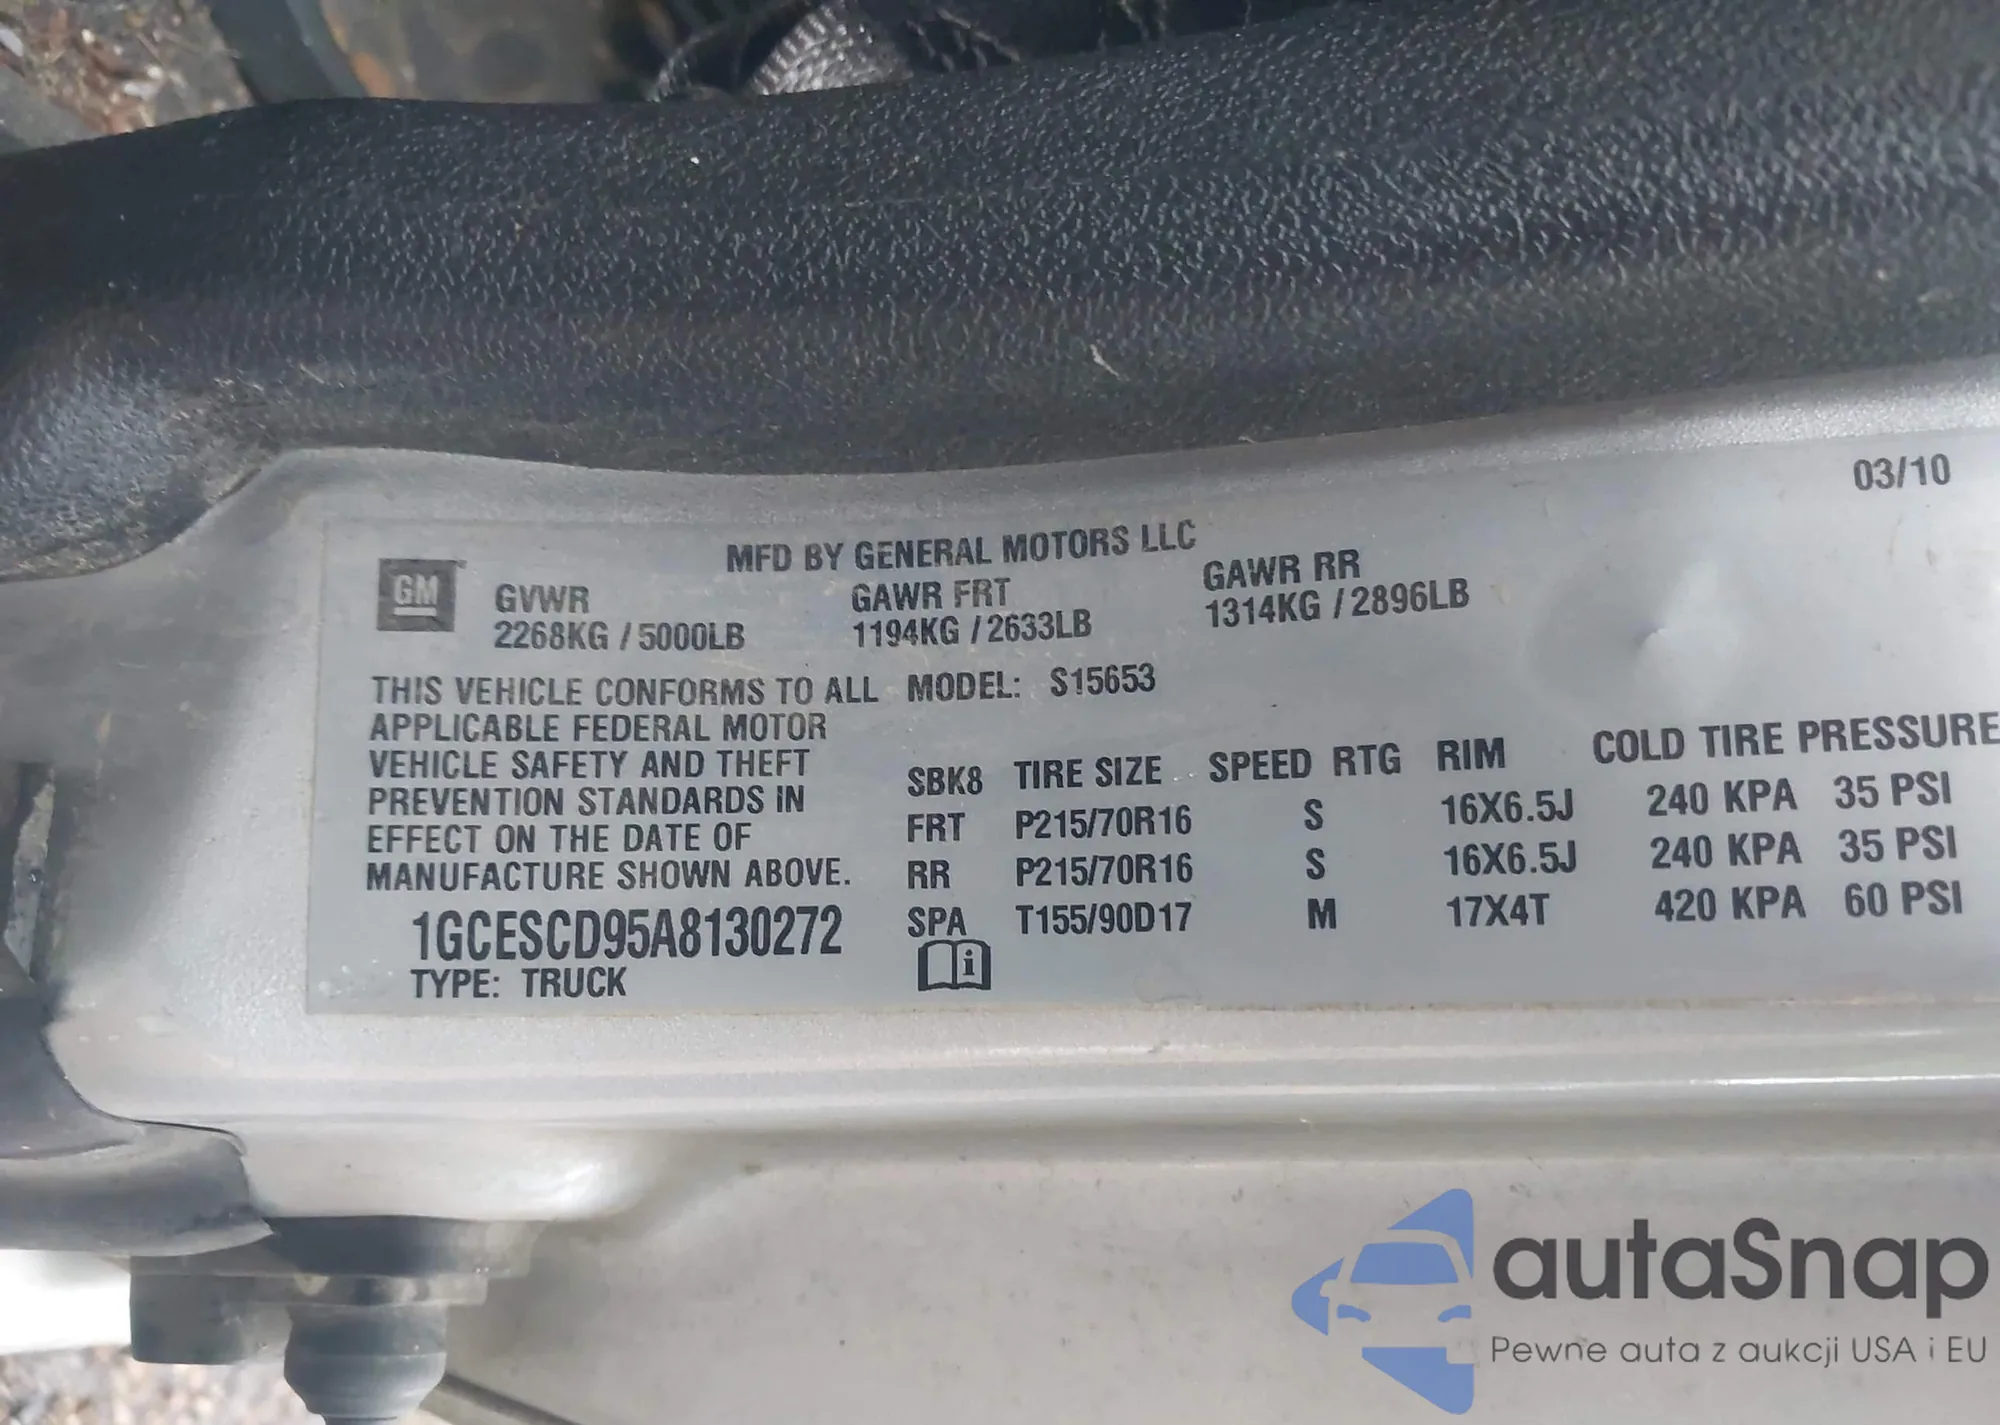 03/10
MFD BY GENERAL MOTORS LLC
GM
GVWR GAWR FRT GAWR RR
2268KG / 5000LB 1194KG / 2633LB 1314KG / 2896LB
THIS VEHICLE CONFORMS TO ALL
APPLICABLE FEDERAL MOTOR
VEHICLE SAFETY AND THEFT
PREVENTION STANDARDS IN
EFFECT ON THE DATE OF
MANUFACTURE SHOWN ABOVE.
1GCESCD95A8130272
TYPE: TRUCK
MODEL: S15653
SBK8 TIRE SIZE SPEED RTG RIM COLD TIRE PRESSURE
FRT P215/70R16 S 16X6.5J 240 KPA 35 PSI
RR P215/70R16 S 16X6.5J 240 KPA 35 PSI
SPA T155/90D17 M 17X4T 420 KPA 60 PSI
i
autaSnap
Pewne auta z aukcji USA i EU